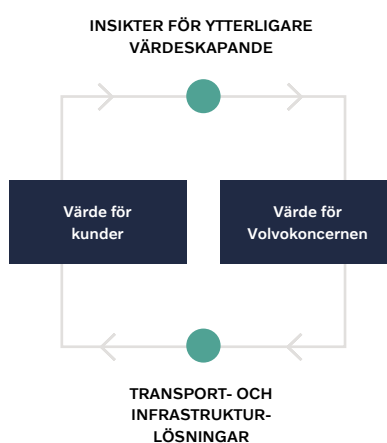 INSIKTER FÖR YTTERLIGARE
VÄRDESKAPANDE
Värde för
kunder
Värde för
Volvokoncernen
TRANSPORT- OCH
INFRASTRUKTUR-
LÖSNINGAR